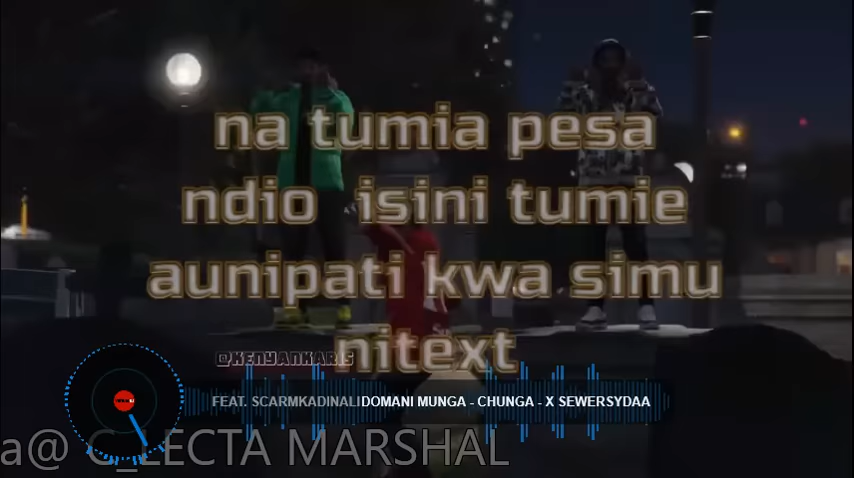 na tumia pesa
ndio isini tumie
aunipati kwa simu
nitext
@KENYANKARIS
FEAT. SCARMKADINALIDOMANI MUNGA - CHUNGA - X SEWERSYDAA
a@ C_LECTA MARSHAL